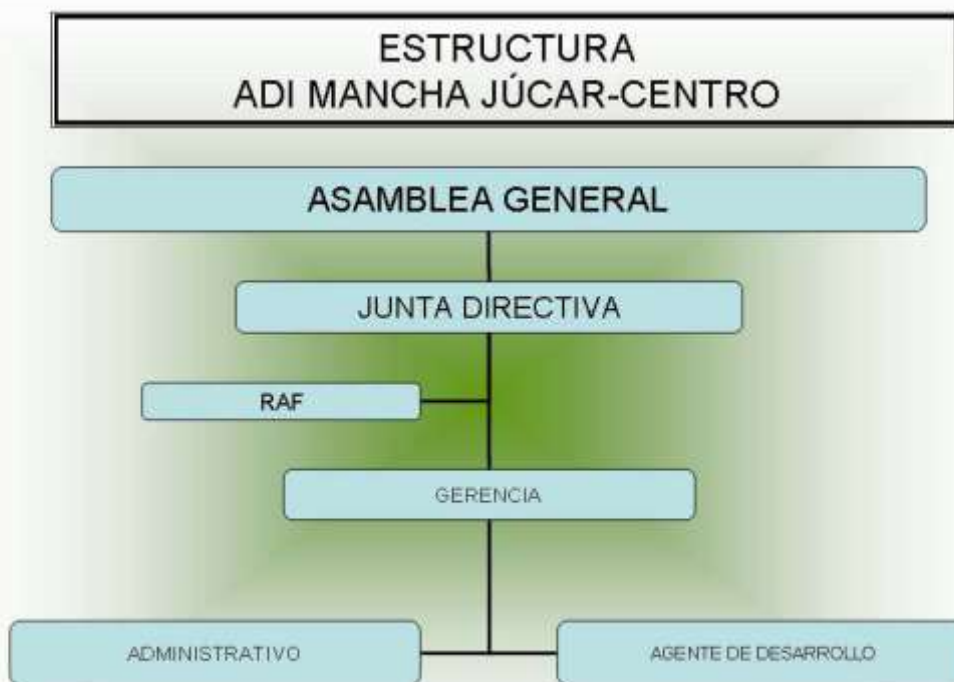 ESTRUCTURA
ADI MANCHA JÚCAR-CENTRO
ASAMBLEA GENERAL
JUNTA DIRECTIVA
RAF
GERENCIA
ADMINISTRATIVO
AGENTE DE DESARROLLO